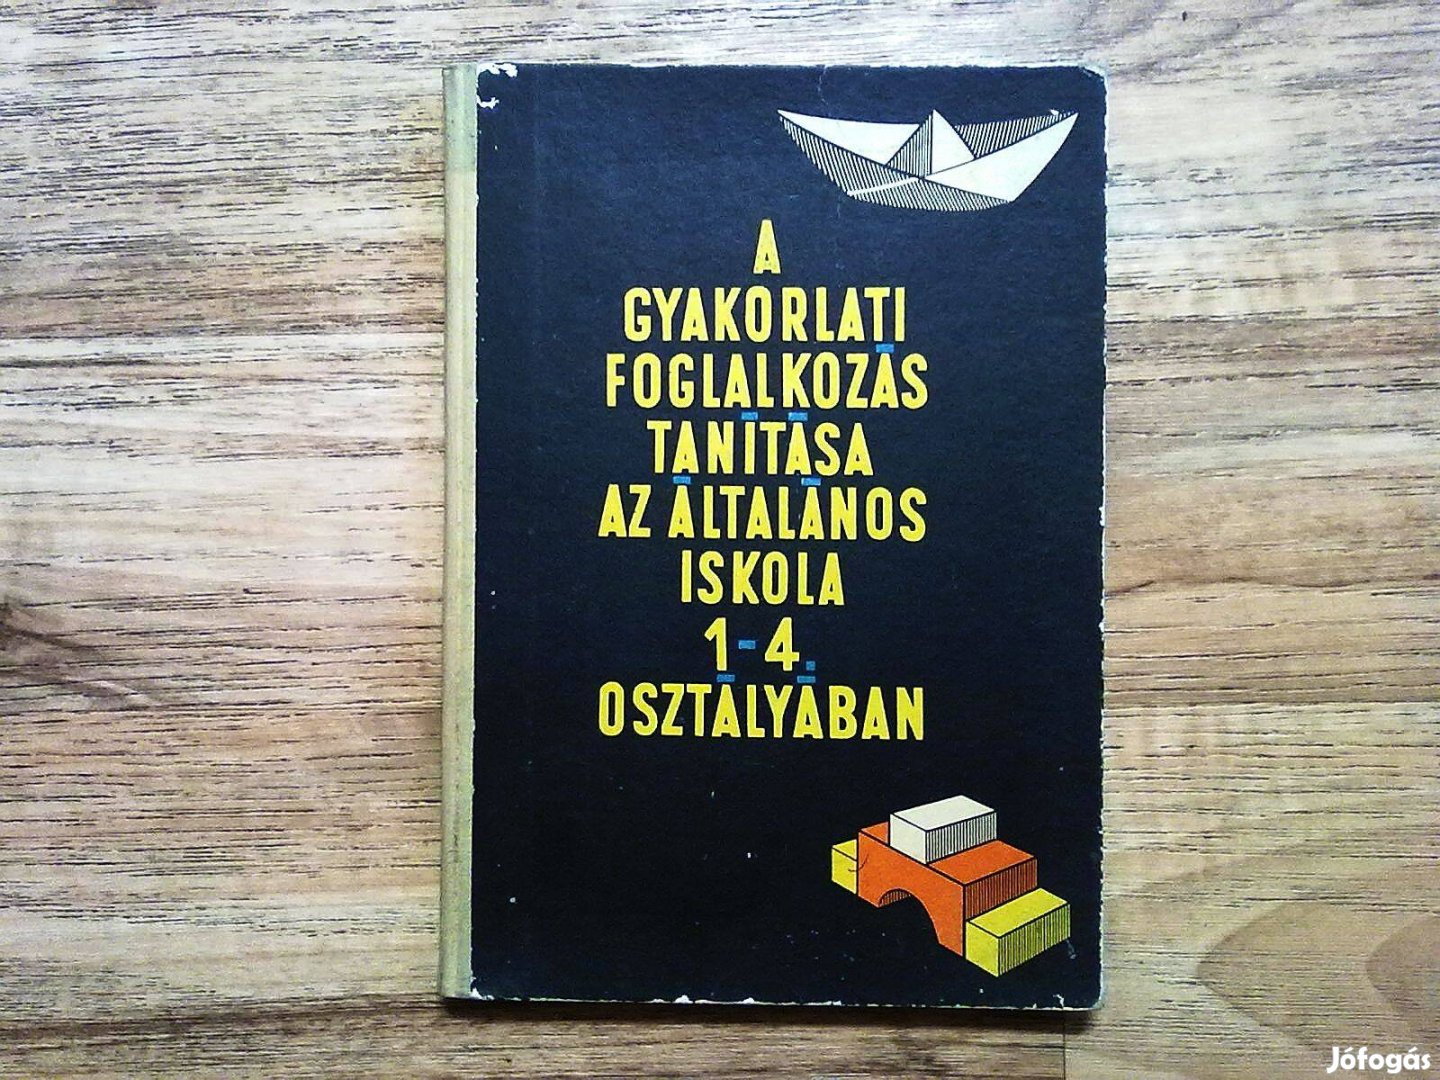 A
GYAKORLATI
FOGLALKOZÁS
TANÍTÁSA
AZ ÁLTALÁNOS
ISKOLA
1-4.
OSZTÁLYÁBAN
Jófogás